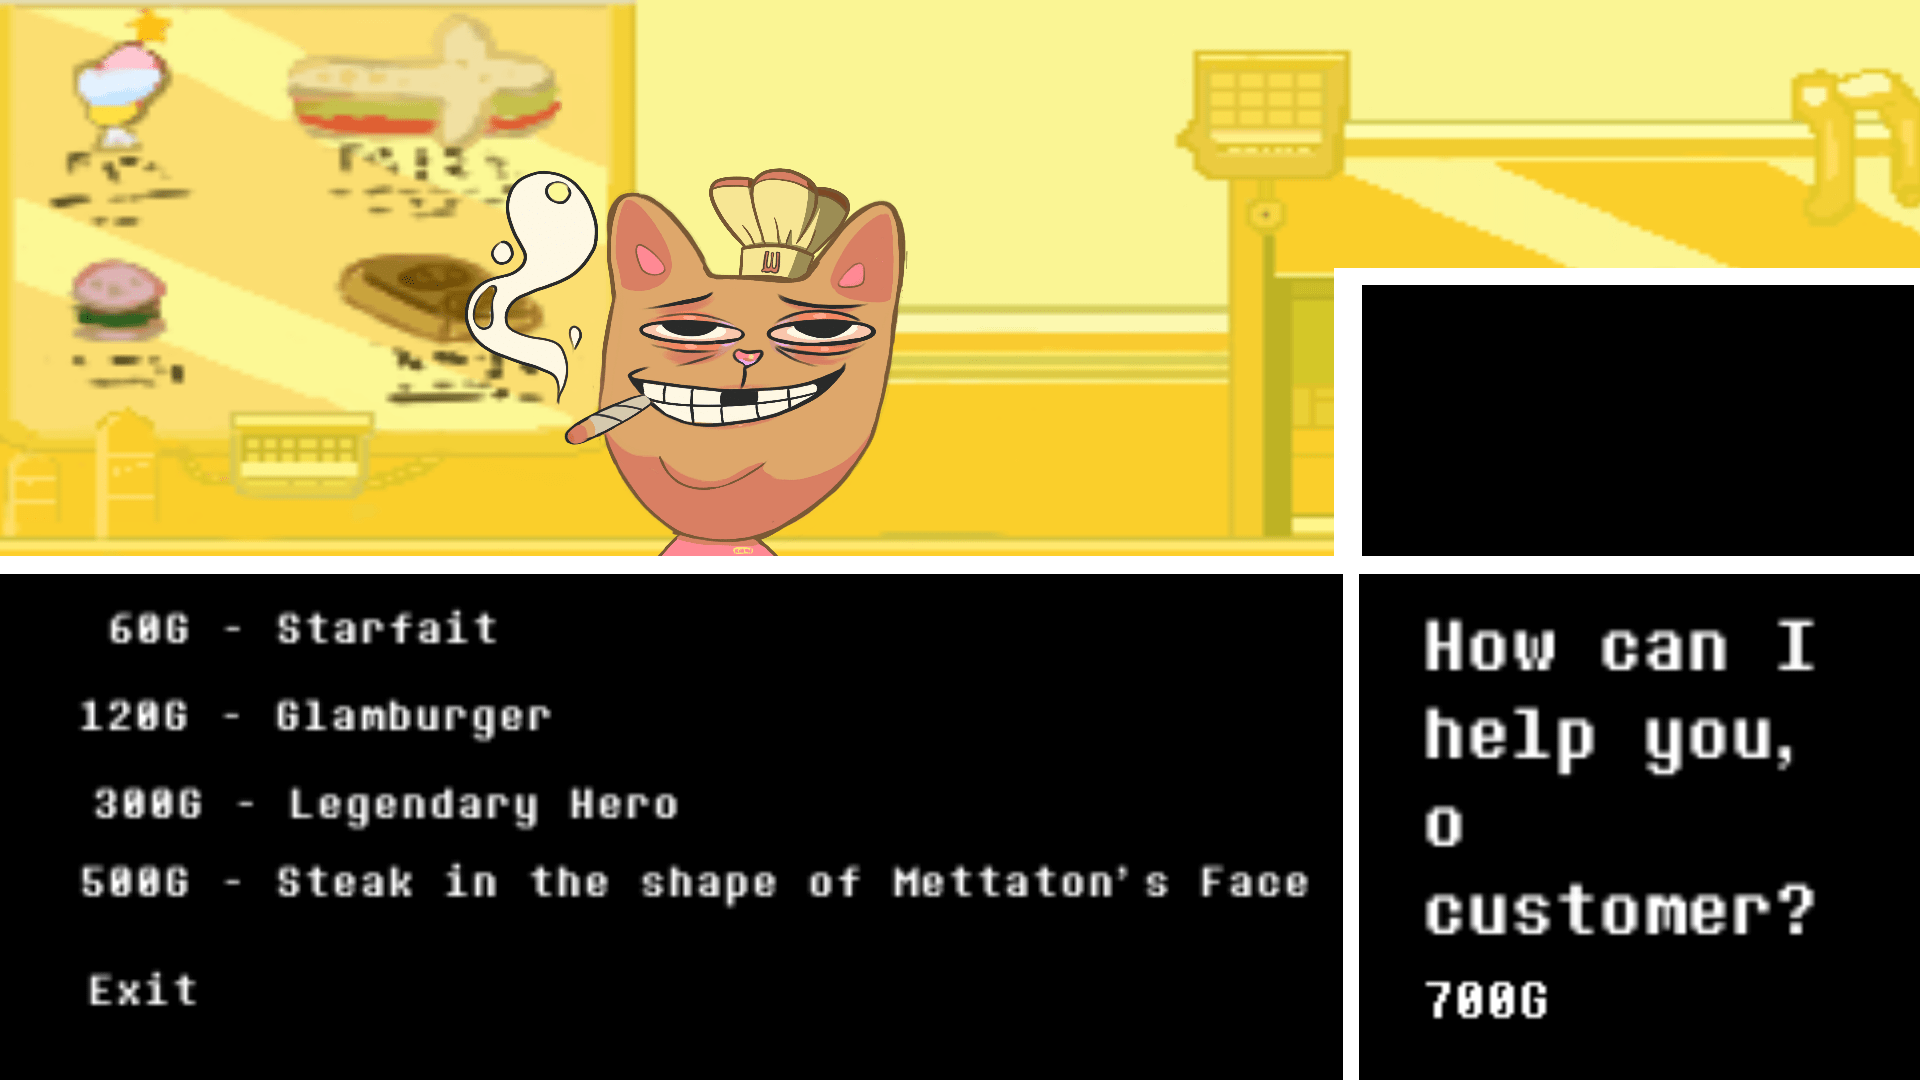 60G - Starfait
120G - Glamburger
300G - Legendary Hero
500G - Steak in the shape of Mettaton's Face
Exit
How can I
help you,
o
customer?
700G